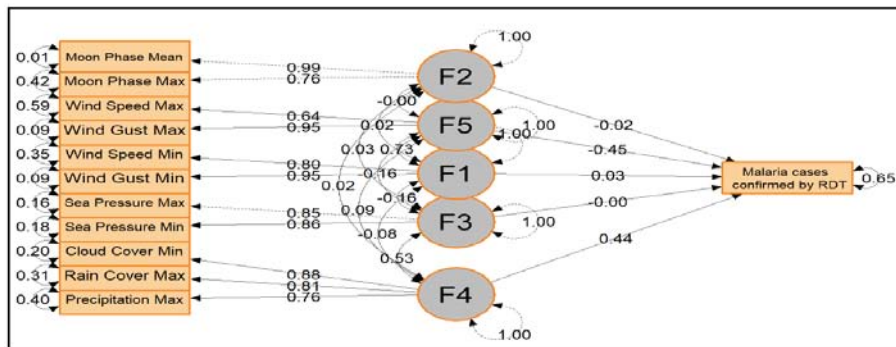 0.01
Moon Phase Mean
0.42
Moon Phase Max
0.59
Wind Speed Max
0.09
Wind Gust Max
0.35
Wind Speed Min
0.09
Wind Gust Min
0.16
Sea Pressure Max
0.18
Sea Pressure Min
0.20
Cloud Cover Min
0.31
Rain Cover Max
0.40
Precipitation Max
0.99
0.76
0.64
0.95
0.80
0.95
0.85
0.86
0.88
0.81
0.76
-0.00
0.02
0.03
0.73
-0.16
0.02
-0.16
0.09
-0.08
0.53
F2
F5
F1
F3
F4
1.00
1.00
1.00
1.00
1.00
-0.02
-0.45
0.03
-0.00
0.44
Malaria cases
confirmed by RDT
0.65